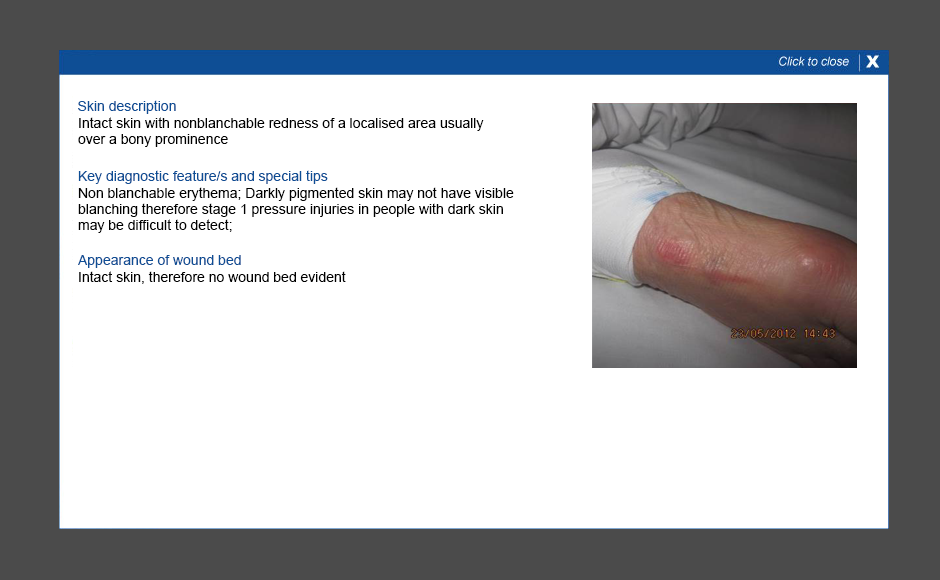 Click to close X
Skin description
Intact skin with nonblanchable redness of a localised area usually
over a bony prominence
Key diagnostic feature/s and special tips
Non blanchable erythema; Darkly pigmented skin may not have visible
blanching therefore stage 1 pressure injuries in people with dark skin
may be difficult to detect;
Appearance of wound bed
Intact skin, therefore no wound bed evident
23/05/2012 14:43